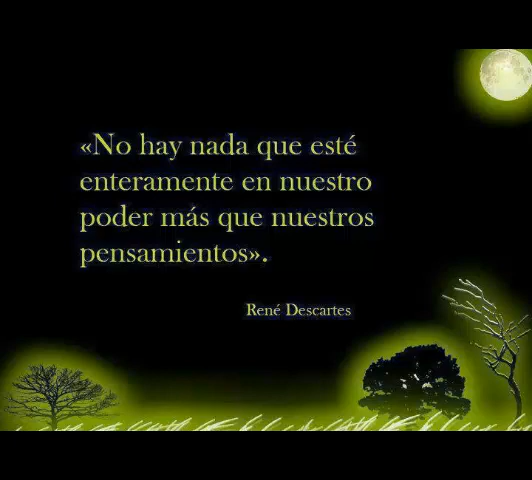 «No hay nada que esté
enteramente en nuestro
poder más que nuestros
pensamientos».
René Descartes